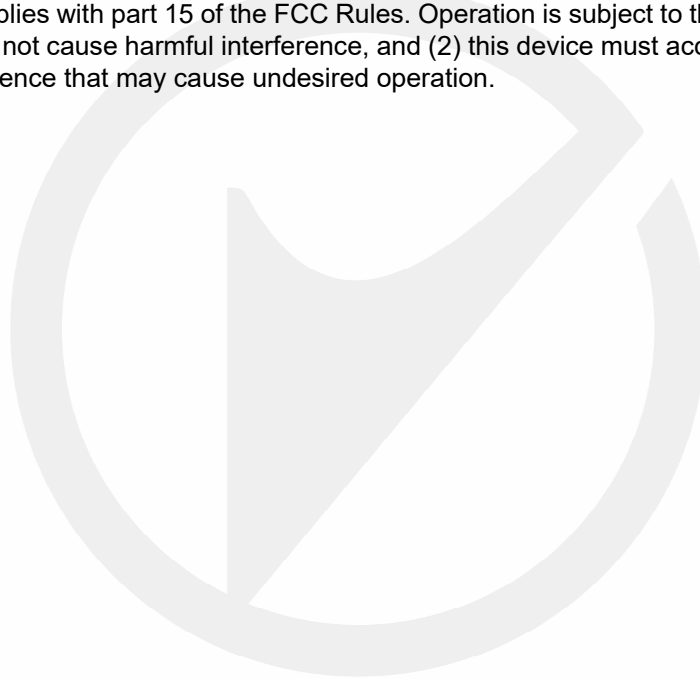 plies with part 15 of the FCC Rules. Operation is subject to t
not cause harmful interference, and (2) this device must acc
ence that may cause undesired operation.